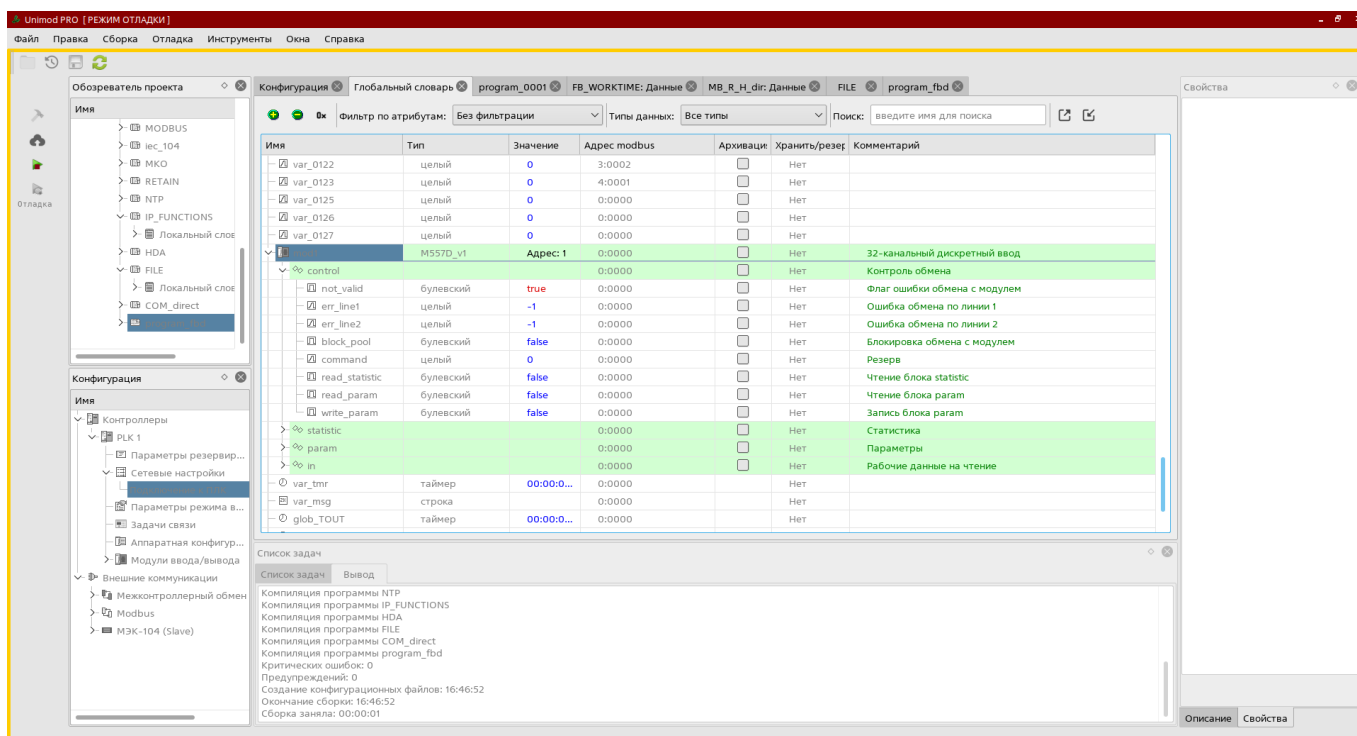 Unimod PRO [ РЕЖИМ ОТЛАДКИ ]
Файл Правка Сборка Отладка Инструменты Окна Справка
Отладка
Обозреватель проекта
Имя
MODBUS
iec_104
MKO
RETAIN
NTP
IP_FUNCTIONS
Локальный слов
HDA
FILE
Локальный слов
COM_direct
Конфигурация
Имя
Контроллеры
PLK 1
Параметры резервир...
Сетевые настройки
Параметры режима в...
Задачи связи
Аппаратная конфигур...
Модули ввода/вывода
Внешние коммуникации
Межконтроллерный обмен
Modbus
МЭК-104 (Slave)
Конфигурация Глобальный словарь program_0001 FB_WORKTIME: Данные MB_R_H_dir: Данные FILE program_fbd
0x Фильтр по атрибутам: Без фильтрации Типы данных: Все типы Поиск: введите имя для поиска
Имя Тип Значение Адрес modbus Архиваци Хранить/резер Комментарий
var_0122 целый 0 3:0002 Нет
var_0123 целый 0 4:0001 Нет
var_0125 целый 0 0:0000 Нет
var_0126 целый 0 0:0000 Нет
var_0127 целый 0 0:0000 Нет
M557D_v1 Адрес: 1 0:0000 Нет 32-канальный дискретный ввод
control 0:0000 Нет Контроль обмена
not_valid булевский true 0:0000 Нет Флаг ошибки обмена с модулем
err_line1 целый -1 0:0000 Нет Ошибка обмена по линии 1
err_line2 целый -1 0:0000 Нет Ошибка обмена по линии 2
block_pool булевский false 0:0000 Нет Блокировка обмена с модулем
command целый 0 0:0000 Нет Резерв
read_statistic булевский false 0:0000 Нет Чтение блока statistic
read_param булевский false 0:0000 Нет Чтение блока param
write_param булевский false 0:0000 Нет Запись блока param
statistic 0:0000 Нет Статистика
param 0:0000 Нет Параметры
in 0:0000 Нет Рабочие данные на чтение
var_tmr таймер 00:00:0... 0:0000 Нет
var_msg строка 0:0000 Нет
glob_TOUT таймер 00:00:0... 0:0000 Нет
Список задач
Список задач Вывод
Компиляция программы NTP
Компиляция программы IP_FUNCTIONS
Компиляция программы HDA
Компиляция программы FILE
Компиляция программы COM_direct
Компиляция программы program_fbd
Критических ошибок: 0
Предупреждений: 0
Создание конфигурационных файлов: 16:46:52
Окончание сборки: 16:46:52
Сборка заняла: 00:00:01
Свойства
Описание Свойства